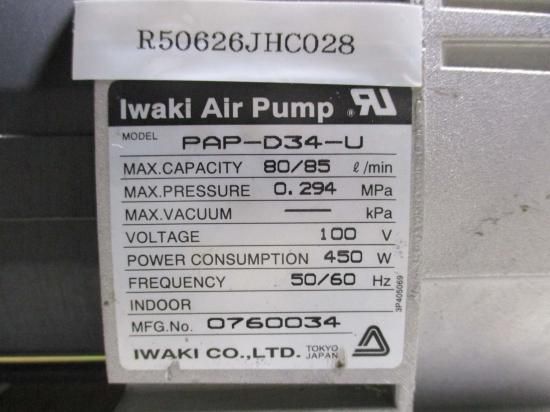 R50626JHC028
Iwaki Air Pump ® RU
MODEL PAP-D34-U
MAX.CAPACITY 80/85 ℓ/min
MAX.PRESSURE 0.294 MPa
MAX.VACUUM — kPa
VOLTAGE 100 V
POWER CONSUMPTION 450 W
FREQUENCY 50/60 Hz
INDOOR
MFG.No. 0760034
IWAKI CO.,LTD. TOKYO JAPAN
3P405069